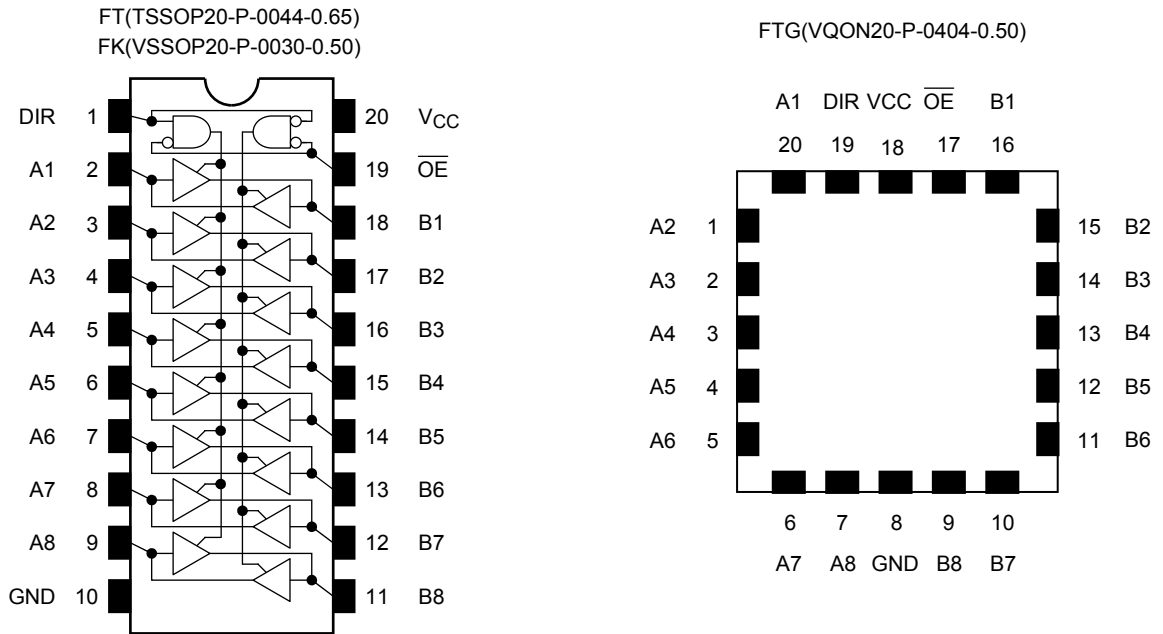 FT(TSSOP20-P-0044-0.65)
FK(VSSOP20-P-0030-0.50)
DIR 1
A1 2
A2 3
A3 4
A4 5
A5 6
A6 7
A7 8
A8 9
GND 10
20 VCC
19 OE
18 B1
17 B2
16 B3
15 B4
14 B5
13 B6
12 B7
11 B8
FTG(VQON20-P-0404-0.50)
A1 DIR VCC OE B1
20 19 18 17 16
A2 1
A3 2
A4 3
A5 4
A6 5
15 B2
14 B3
13 B4
12 B5
11 B6
6 7 8 9 10
A7 A8 GND B8 B7